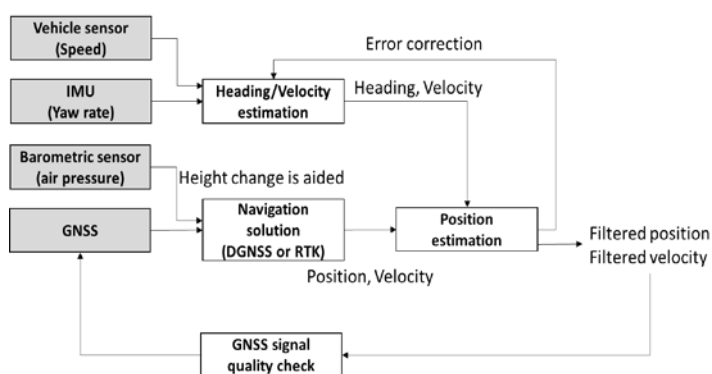 Vehicle sensor
(Speed)
Error correction
IMU
(Yaw rate)
Heading/Velocity
estimation
Heading, Velocity
Barometric sensor
(air pressure)
Height change is aided
GNSS
Navigation
solution
(DGNSS or RTK)
Position
estimation
Filtered position
Filtered velocity
Position, Velocity
GNSS signal
quality check